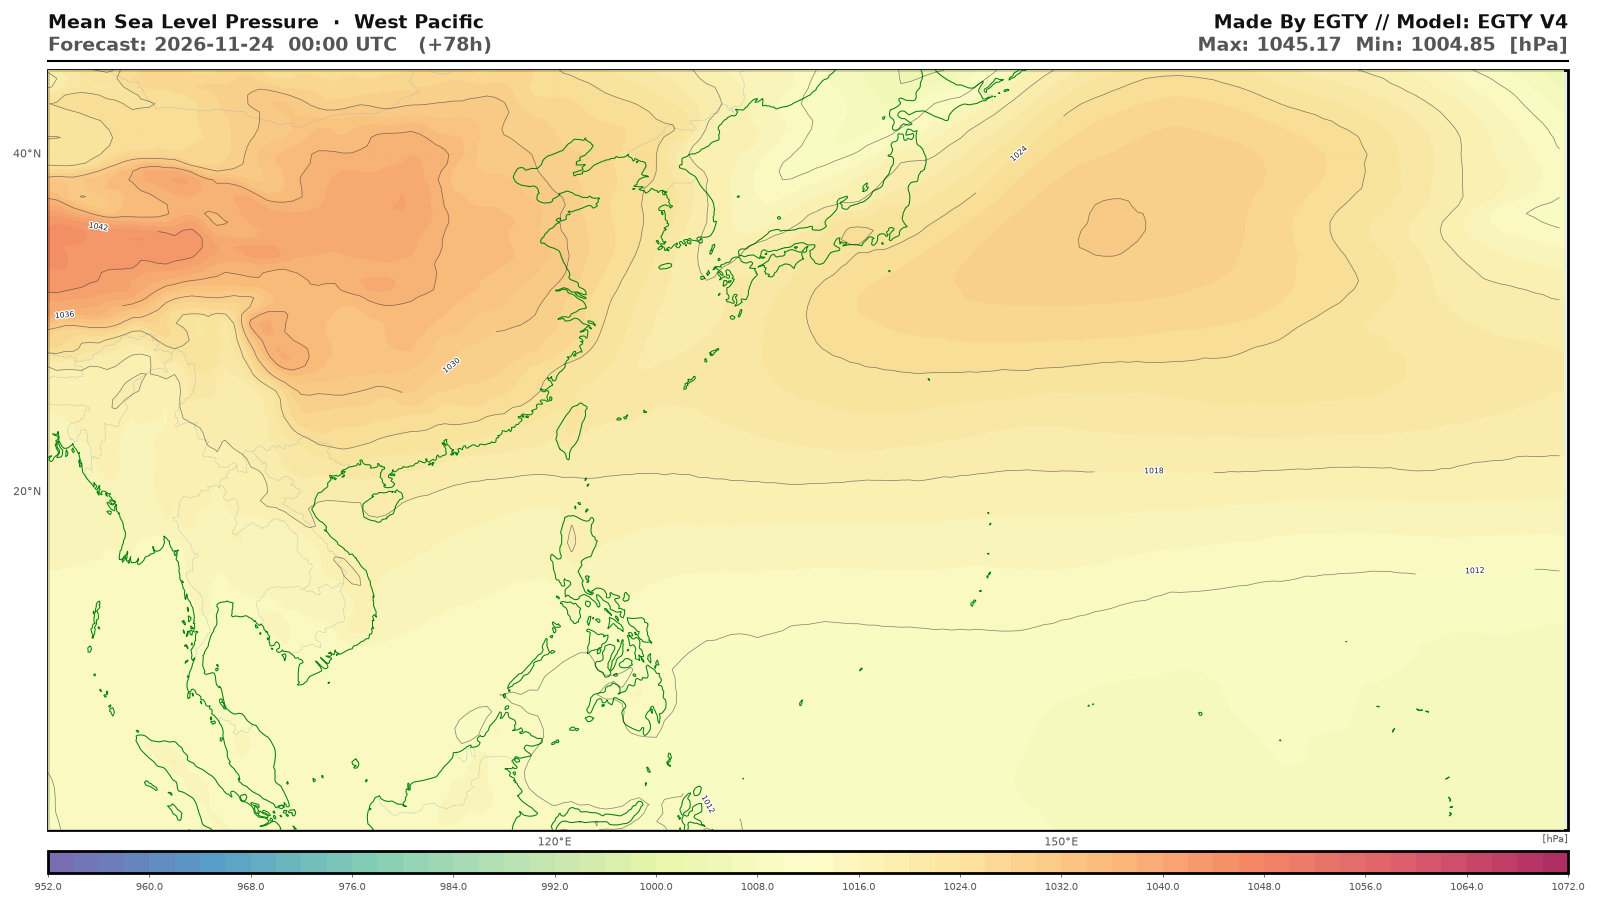 Mean Sea Level Pressure · West Pacific
Made By EGTY // Model: EGTY V4
Forecast: 2026-11-24 00:00 UTC (+78h)
Max: 1045.17 Min: 1004.85 [hPa]
1024
40°N
1042
1036
1030
1018
20°N
1012
1012
120°E
150°E
[hPa]
952.0 960.0 968.0 976.0 984.0 992.0 1000.0 1008.0 1016.0 1024.0 1032.0 1040.0 1048.0 1056.0 1064.0 1072.0